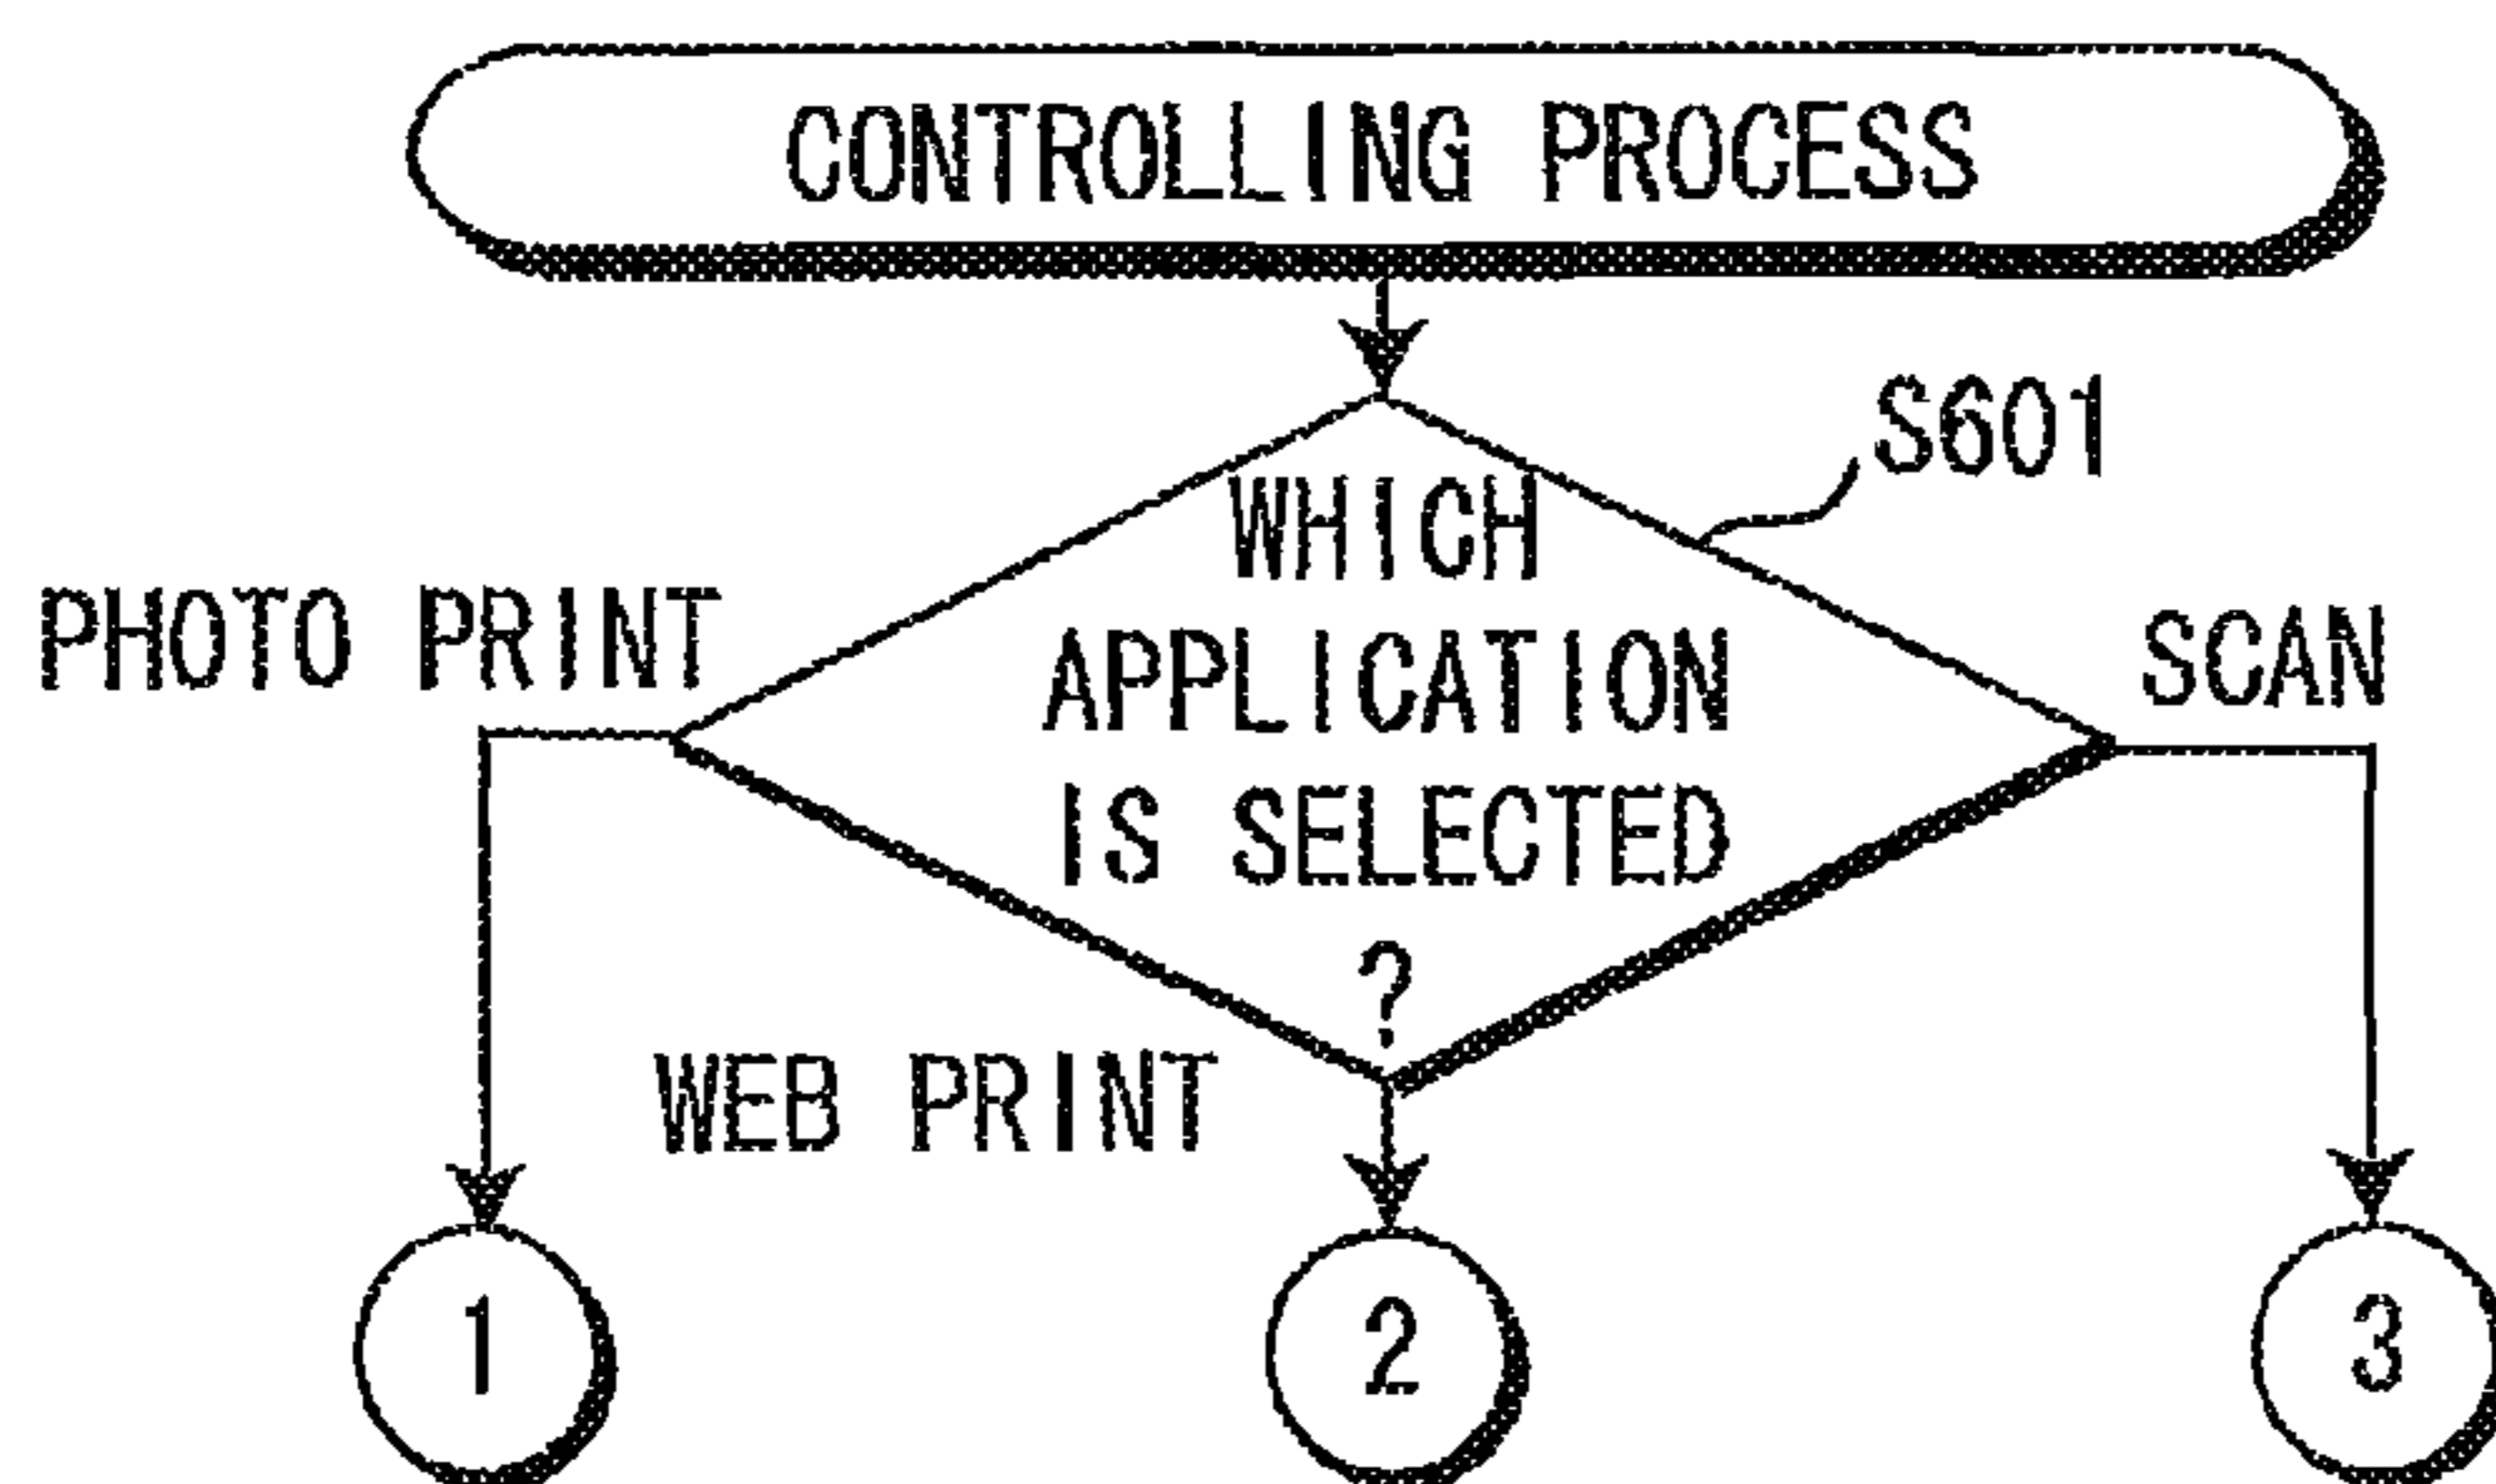 CONTROLLING PROCESS
S601
WHICH
APPLICATION
IS SELECTED
?
PHOTO PRINT
SCAN
WEB PRINT
1
2
3